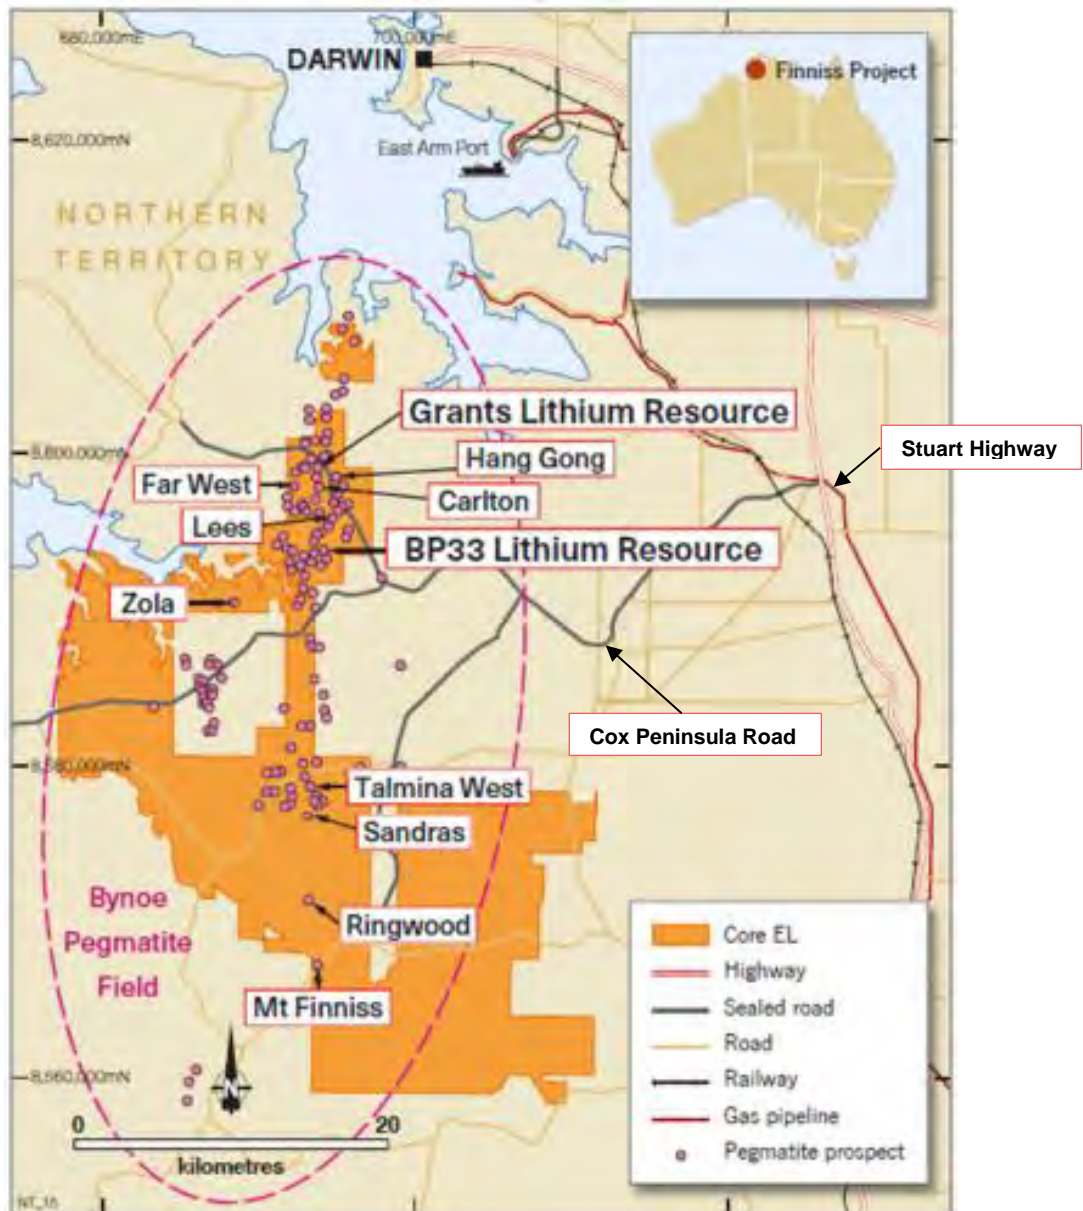 680,000mE
700,000mE
DARWIN
Finniss Project
8,620,000mN
East Arm Port
NORTHERN
TERRITORY
Grants Lithium Resource
Stuart Highway
8,600,000mN
Hang Gong
Far West
Carlton
Lees
BP33 Lithium Resource
Zola
Cox Peninsula Road
8,580,000mN
Talmina West
Sandras
Bynoe
Pegmatite
Field
Ringwood
Mt Finniss
Core EL
Highway
Sealed road
Road
Railway
Gas pipeline
Pegmatite prospect
8,560,000mN
N
0 20
kilometres